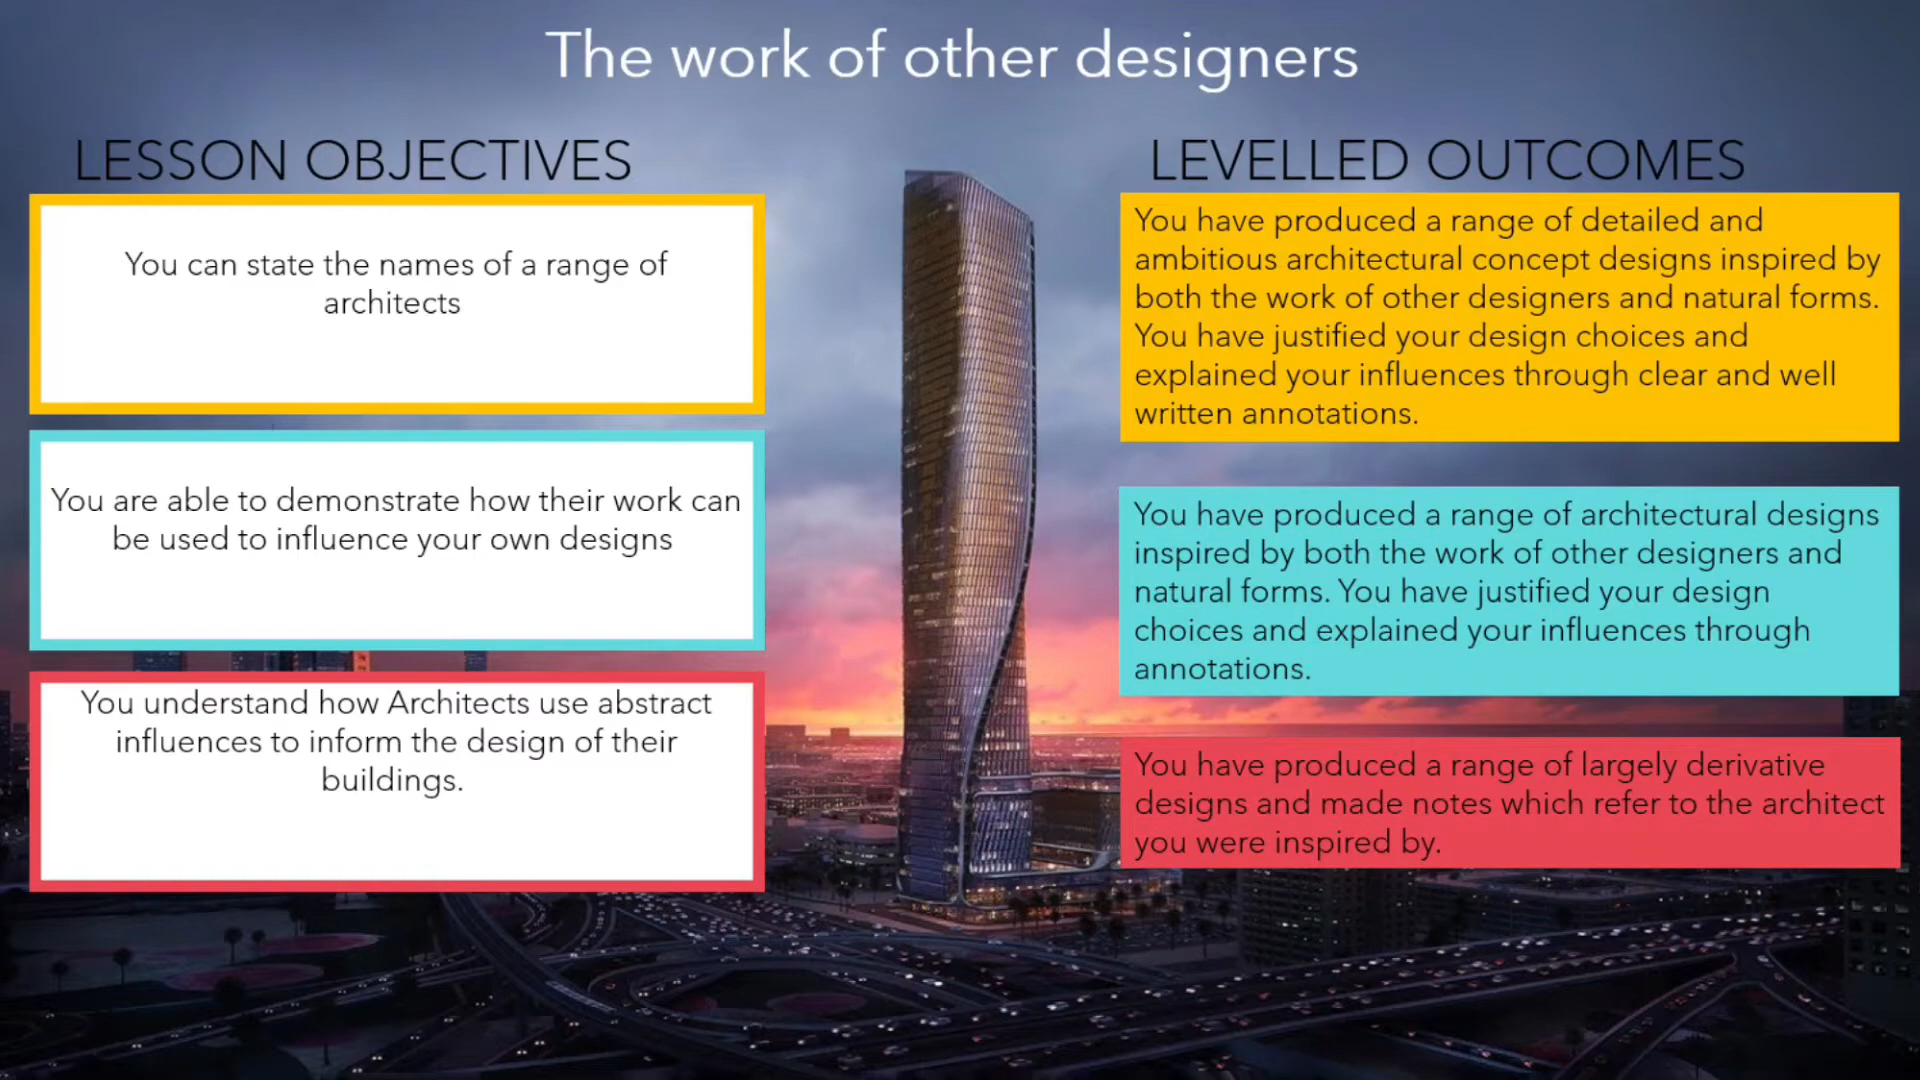 The work of other designers
LESSON OBJECTIVES
You can state the names of a range of
architects
You are able to demonstrate how their work can
be used to influence your own designs
You understand how Architects use abstract
influences to inform the design of their
buildings.
LEVELLED OUTCOMES
You have produced a range of detailed and
ambitious architectural concept designs inspired by
both the work of other designers and natural forms.
You have justified your design choices and
explained your influences through clear and well
written annotations.
You have produced a range of architectural designs
inspired by both the work of other designers and
natural forms. You have justified your design
choices and explained your influences through
annotations.
You have produced a range of largely derivative
designs and made notes which refer to the architect
you were inspired by.